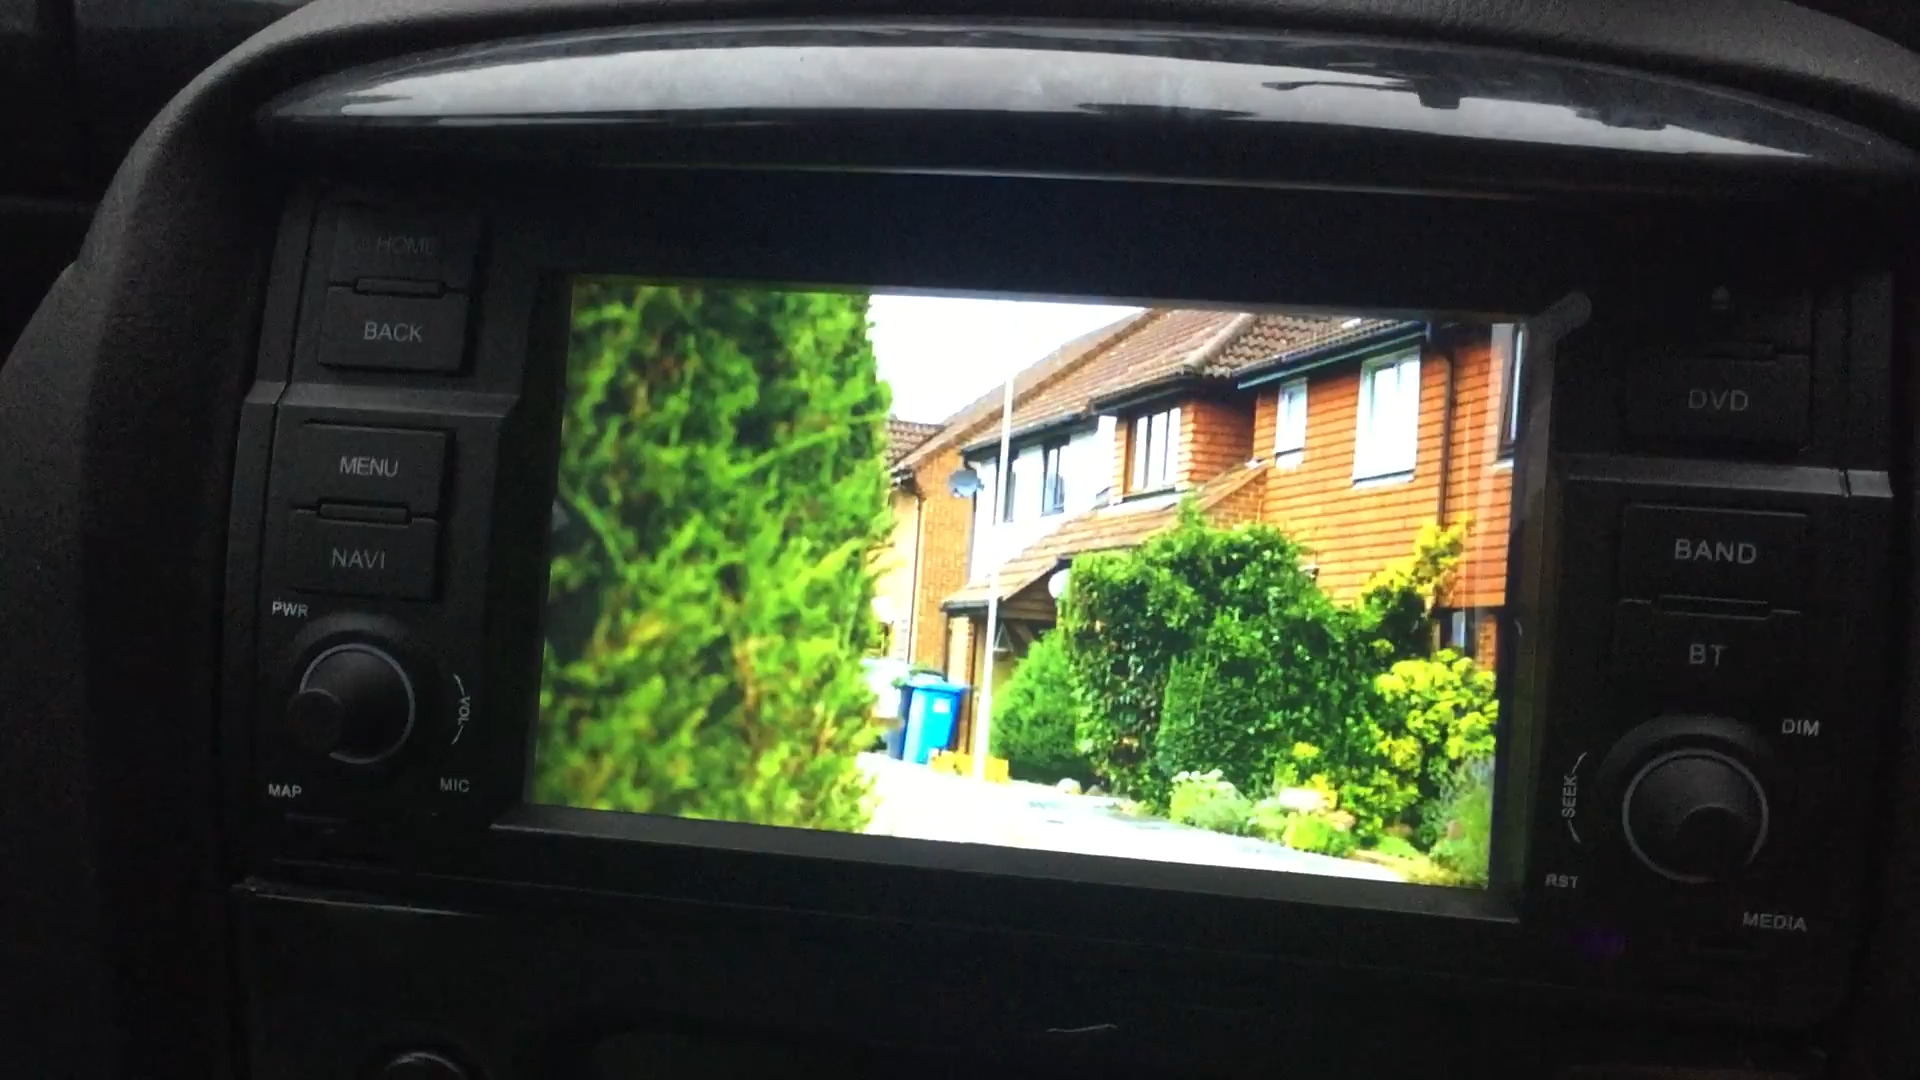 HOME
BACK
MENU
NAVI
PWR
VOL
MAP
MIC
DVD
BAND
BT
DIM
SEEK
RST
MEDIA